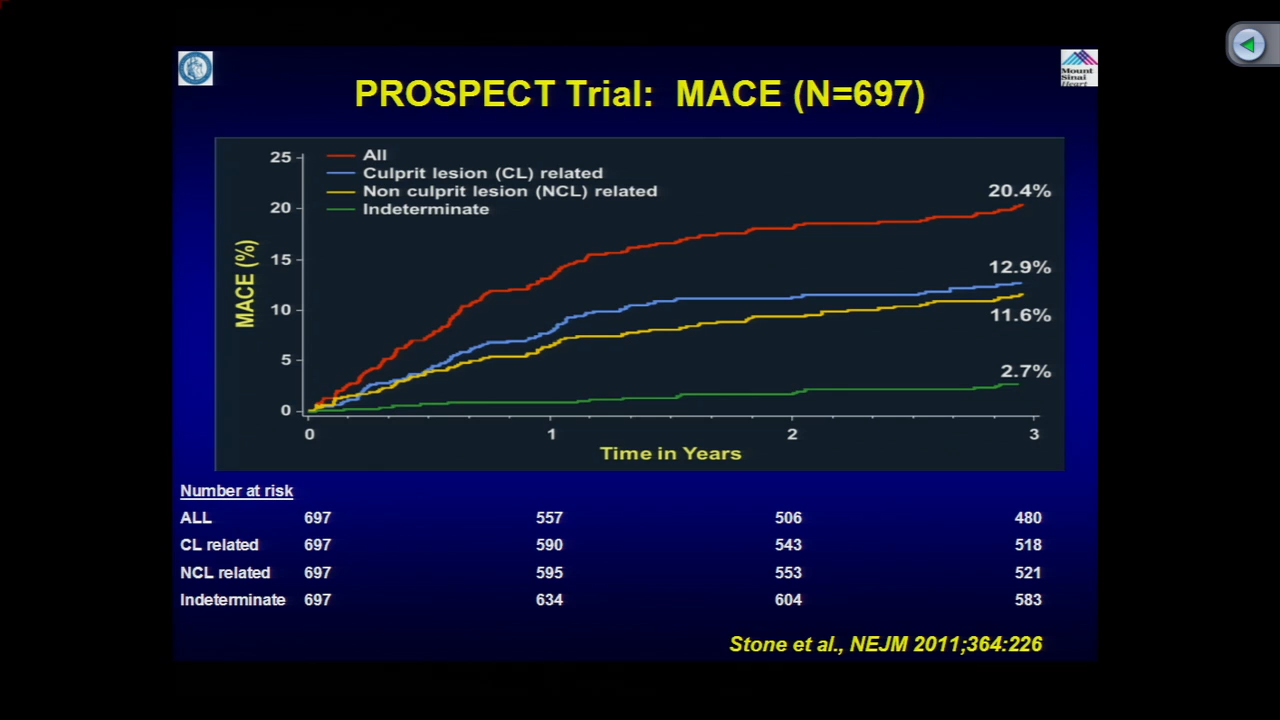 PROSPECT Trial: MACE (N=697)
Mount
Sinai
Heart
All
Culprit lesion (CL) related
Non culprit lesion (NCL) related
Indeterminate
MACE (%)
25
20
15
10
5
0
20.4%
12.9%
11.6%
2.7%
0 1 2 3
Time in Years
Number at risk
ALL 697 557 506 480
CL related 697 590 543 518
NCL related 697 595 553 521
Indeterminate 697 634 604 583
Stone et al., NEJM 2011;364:226